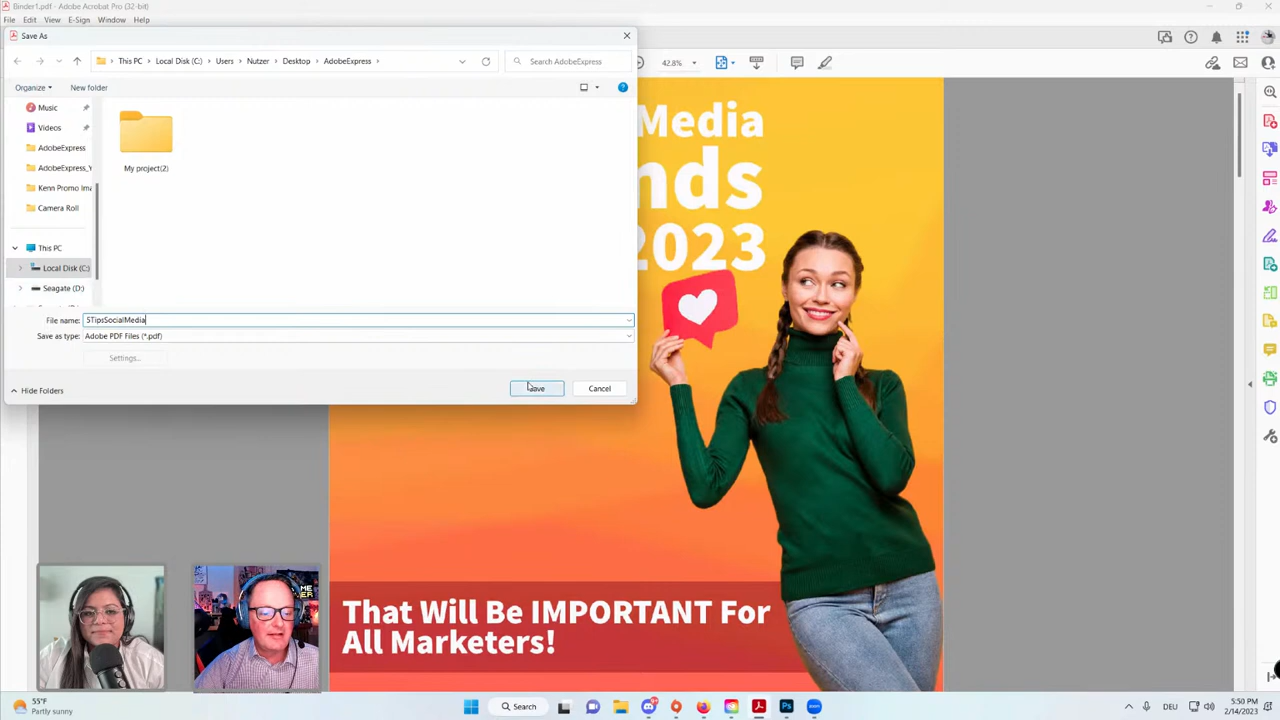 Binder1.pdf - Adobe Acrobat Pro (32-bit)
File Edit View E-Sign Window Help
Save As
This PC > Local Disk (C:) > Users > Nutzer > Desktop > AdobeExpress >
Search AdobeExpress
42.8%
Organize
New folder
Music
Videos
AdobeExpress
AdobeExpress_Y
Kenn Promo Ima
Camera Roll
This PC
Local Disk (C:)
Seagate (D:)
My project(2)
File name: 5TipsSocialMedia
Save as type: Adobe PDF Files (*.pdf)
Settings...
Hide Folders
Save
Cancel
Media
nds
2023
That Will Be IMPORTANT For
All Marketers!
55°F
Partly sunny
Search
DEU
5:50 PM
2/14/2023